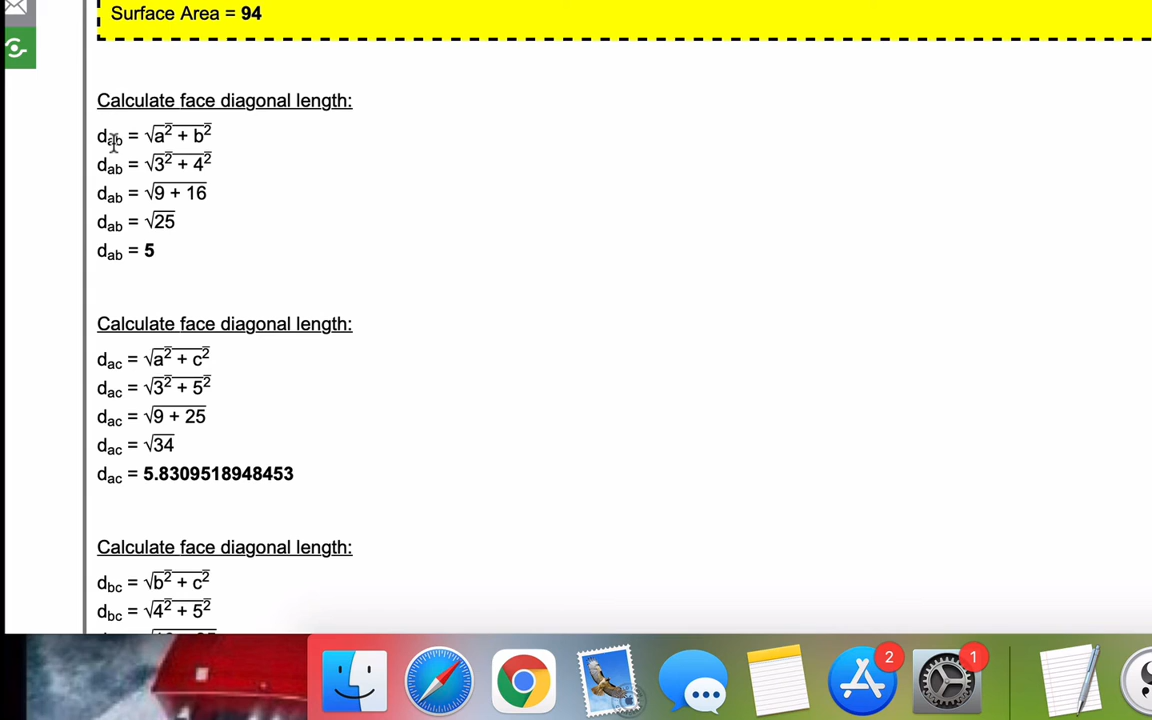 Surface Area = 94
Calculate face diagonal length:
dab = √a² + b²
dab = √3² + 4²
dab = √9 + 16
dab = √25
dab = 5
Calculate face diagonal length:
dac = √a² + c²
dac = √3² + 5²
dac = √9 + 25
dac = √34
dac = 5.8309518948453
Calculate face diagonal length:
dbc = √b² + c²
dbc = √4² + 5²
2
1